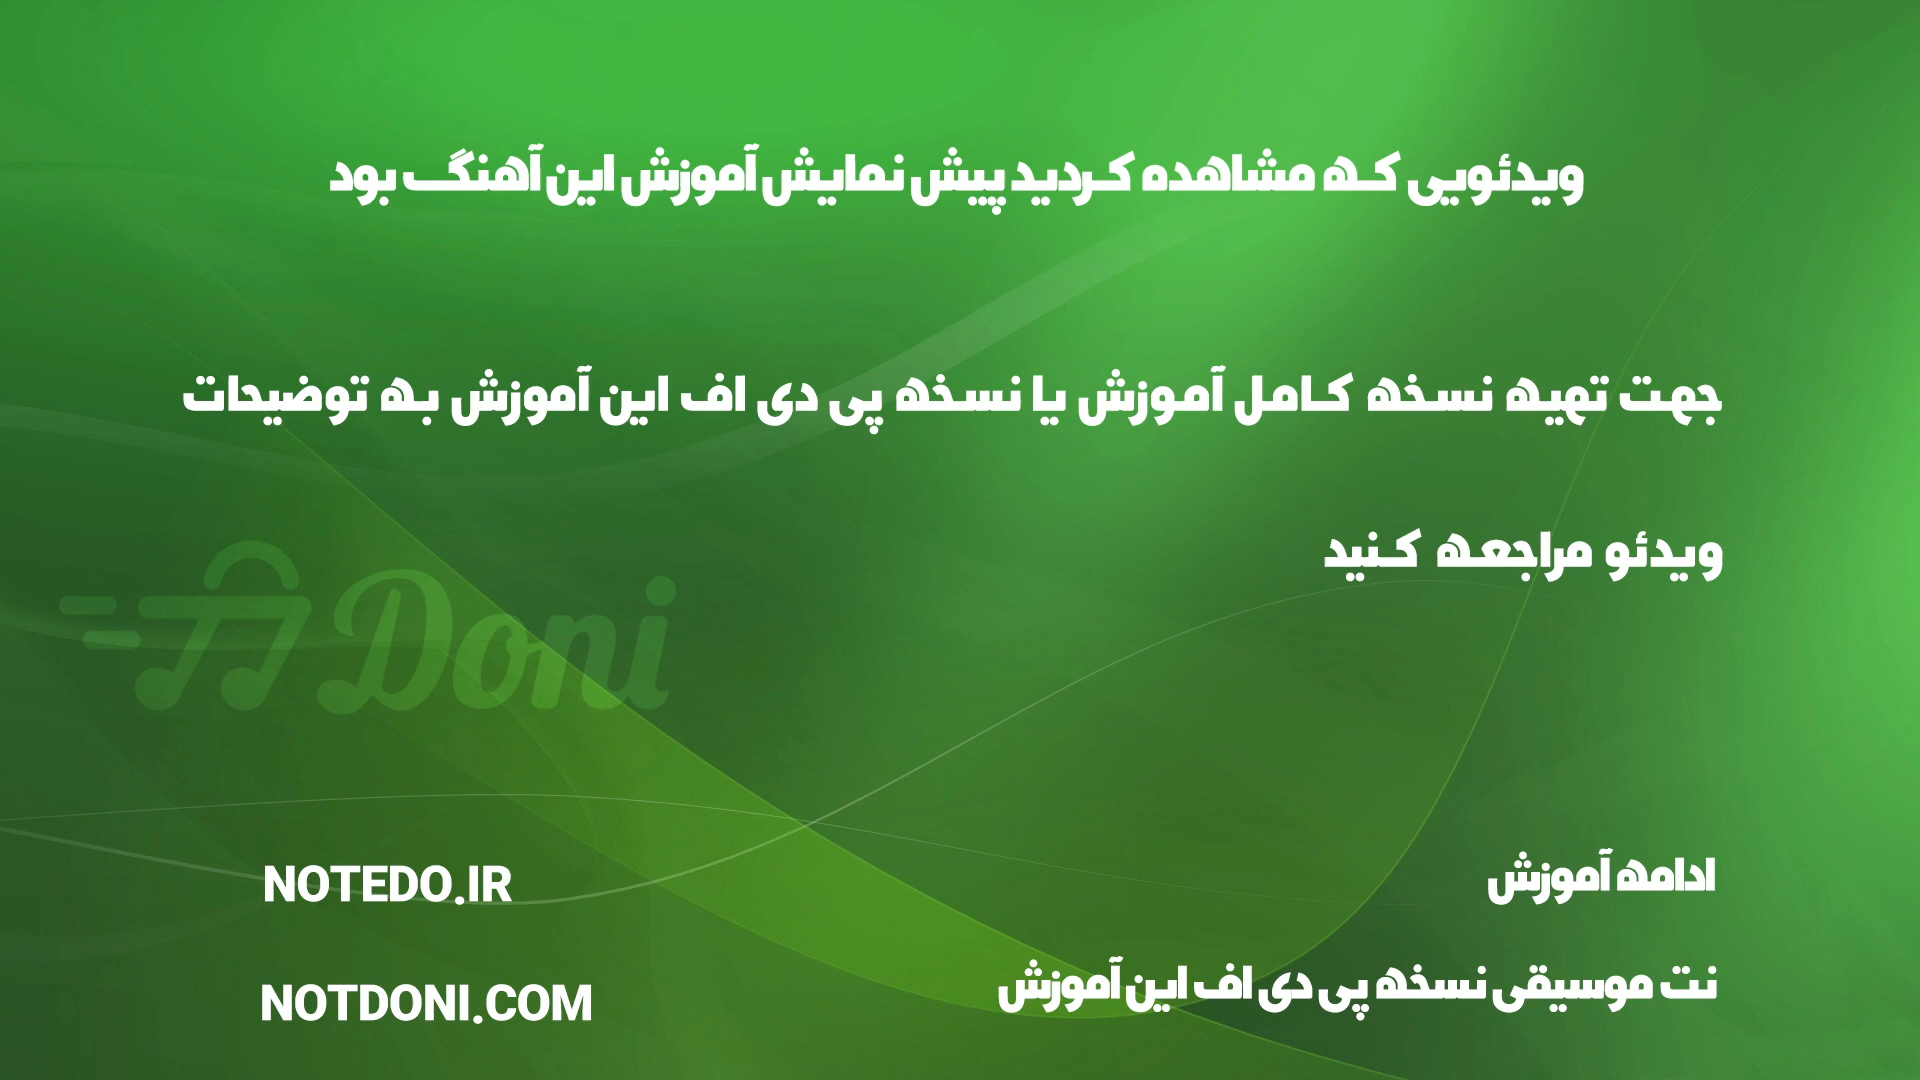 ویدئویی که مشاهده کردید پیش نمایش آموزش این آهنگ بود
جهت تهیه نسخه کامل آموزش یا نسخه پی دی اف این آموزش به توضیحات
ویدئو مراجعه کنید
Doni
ادامه آموزش
NOTEDO.IR
نت موسیقی نسخه پی دی اف این آموزش
NOTDONI.COM